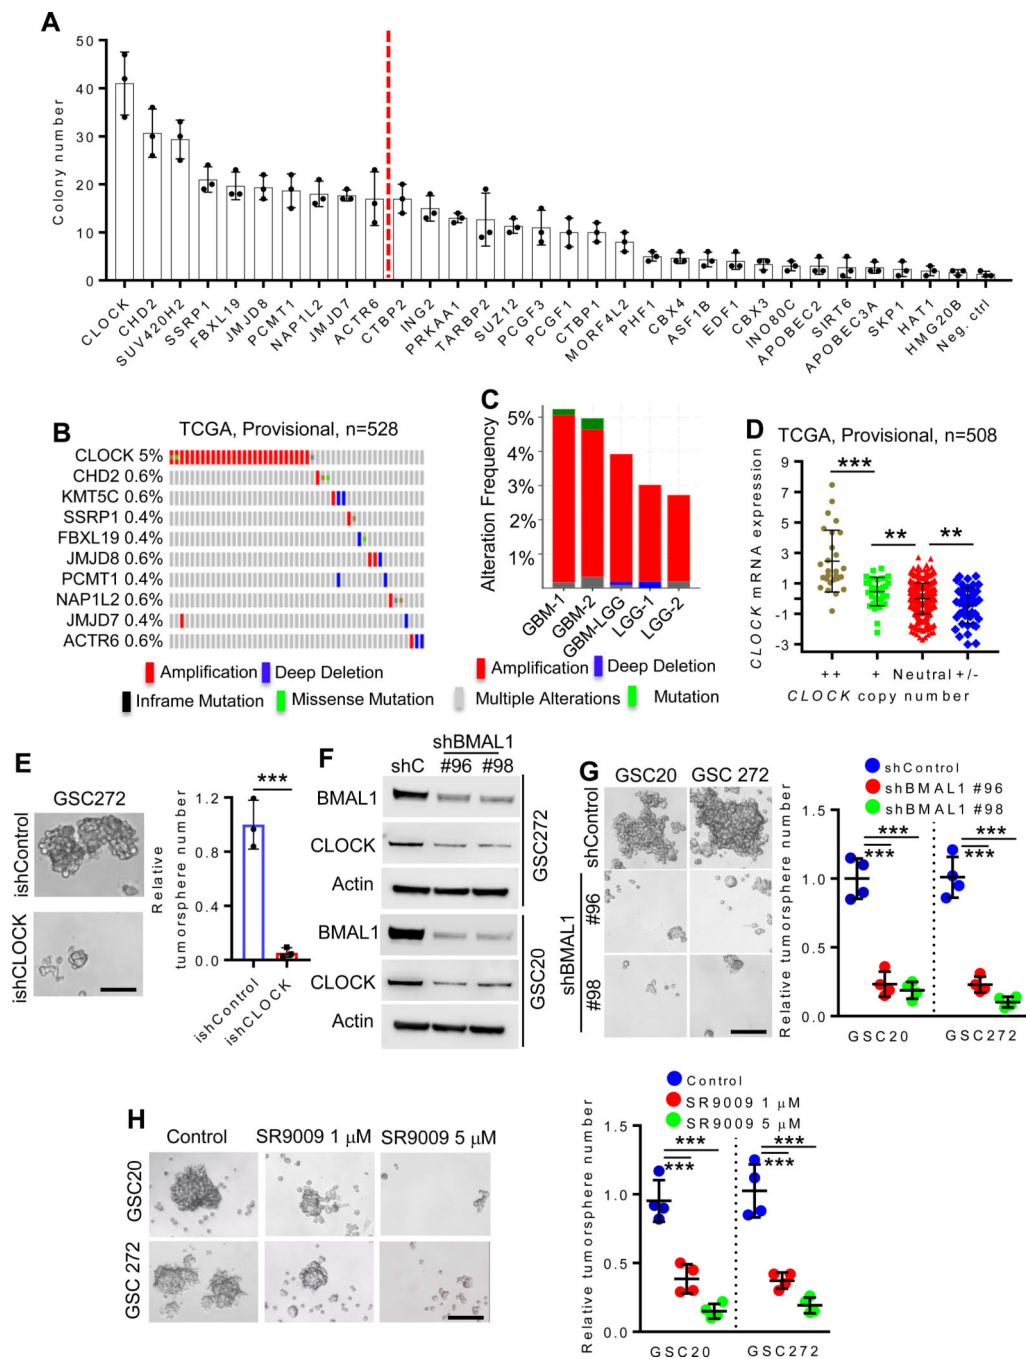 A
Colony number
50
40
30
20
10
0
CLOCK
CHD2
SUV420H2
SSRP1
FBXL19
JMJD8
PCMT1
NAP1L2
JMJD7
ACTR6
CTBP2
ING2
PRKAA1
TARBP2
SUZ12
PCGF3
PCGF1
CTBP1
MORF4L2
PHF1
CBX4
ASF1B
EDF1
CBX3
INO80C
APOBEC2
SIRT6
APOBEC3A
SKP1
HAT1
HMG20B
Neg. ctrl
B
TCGA, Provisional, n=528
CLOCK 5%
CHD2 0.6%
KMT5C 0.6%
SSRP1 0.4%
FBXL19 0.4%
JMJD8 0.6%
PCMT1 0.4%
NAP1L2 0.6%
JMJD7 0.4%
ACTR6 0.6%
Amplification
Deep Deletion
Inframe Mutation
Missense Mutation
C
Alteration Frequency
5%
4%
3%
2%
1%
GBM-1
GBM-2
GBM-LGG
LGG-1
LGG-2
Amplification
Deep Deletion
Multiple Alterations
Mutation
D
TCGA, Provisional, n=508
CLOCK mRNA expression
9
7
5
3
1
-1
-3
***
**
**
++
+
Neutral
+/-
CLOCK copy number
E
GSC272
ishControl
ishCLOCK
Relative
tumorsphere number
1.2
0.8
0.4
0.0
***
ishControl
ishCLOCK
F
shBMAL1
shC
#96
#98
BMAL1
CLOCK
Actin
GSC272
BMAL1
CLOCK
Actin
GSC20
G
GSC20
GSC 272
shControl
#96
#98
shBMAL1
shControl
shBMAL1 #96
shBMAL1 #98
Relative tumorsphere number
1.5
1.0
0.5
0.0
***
***
***
***
GSC20
GSC272
H
Control
SR9009 1 μM
SR9009 5 μM
GSC20
GSC 272
Control
SR9009 1 μM
SR9009 5 μM
Relative tumorsphere number
1.5
1.0
0.5
0.0
***
***
***
***
GSC20
GSC272